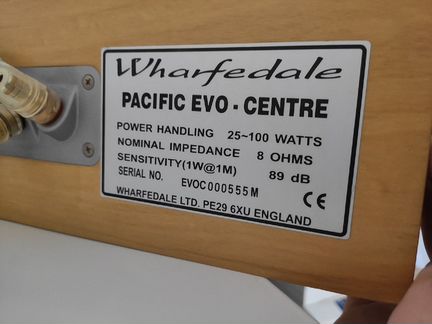 Wharfedale
PACIFIC EVO - CENTRE
POWER HANDLING 25~100 WATTS
NOMINAL IMPEDANCE 8 OHMS
SENSITIVITY(1W@1M) 89 dB
SERIAL NO. EVOC000555M
WHARFEDALE LTD. PE29 6XU ENGLAND
CE